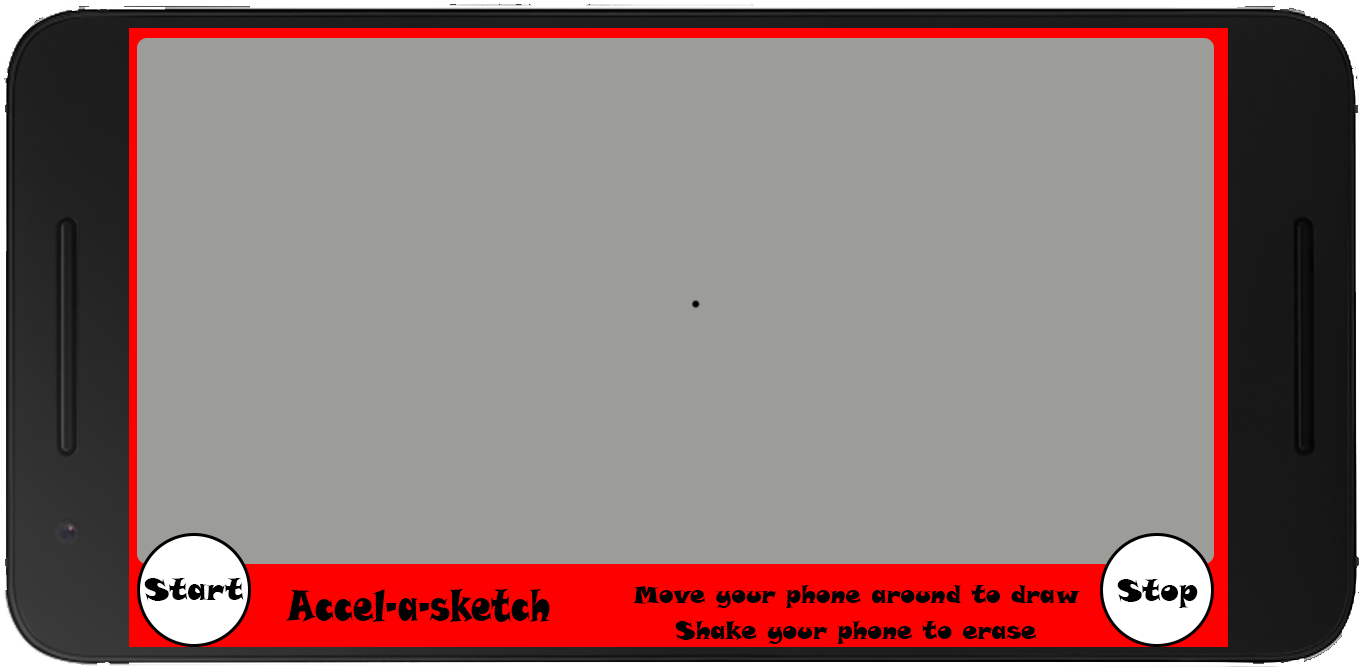 Start
Accel-a-sketch
Move your phone around to draw
Shake your phone to erase
Stop